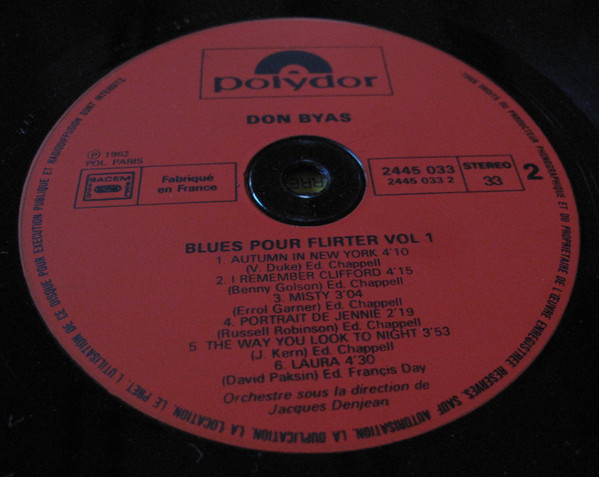 polydor
DON BYAS
℗ 1962
POL. PARIS
SACEM
Fabriqué
en France
2445 033
2445 033 2
STEREO
33
2
BLUES POUR FLIRTER VOL 1
1. AUTUMN IN NEW YORK 4'10
(V. Duke) Ed. Chappell
2. I REMEMBER CLIFFORD 4'15
(Benny Golson) Ed. Chappell
3. MISTY 3'04
(Errol Garner) Ed. Chappell
4. PORTRAIT DE JENNIE 2'19
(Russell Robinson) Ed. Chappell
5 THE WAY YOU LOOK TO NIGHT 3'53
(J. Kern) Ed. Chappell
6. LAURA 4'30
(David Paksin) Ed. Francis Day
Orchestre sous la direction de
Jacques Denjean
TOUS DROITS DU PRODUCTEUR PHONOGRAPHIQUE ET DU PROPRIETAIRE DE L'ŒUVRE ENREGISTREE RESERVES. SAUF AUTORISATION, LA DUPLICATION, LA LOCATION, LE PRET, L'UTILISATION DE CE DISQUE POUR EXECUTION PUBLIQUE ET RADIODIFFUSION SONT INTERDITS